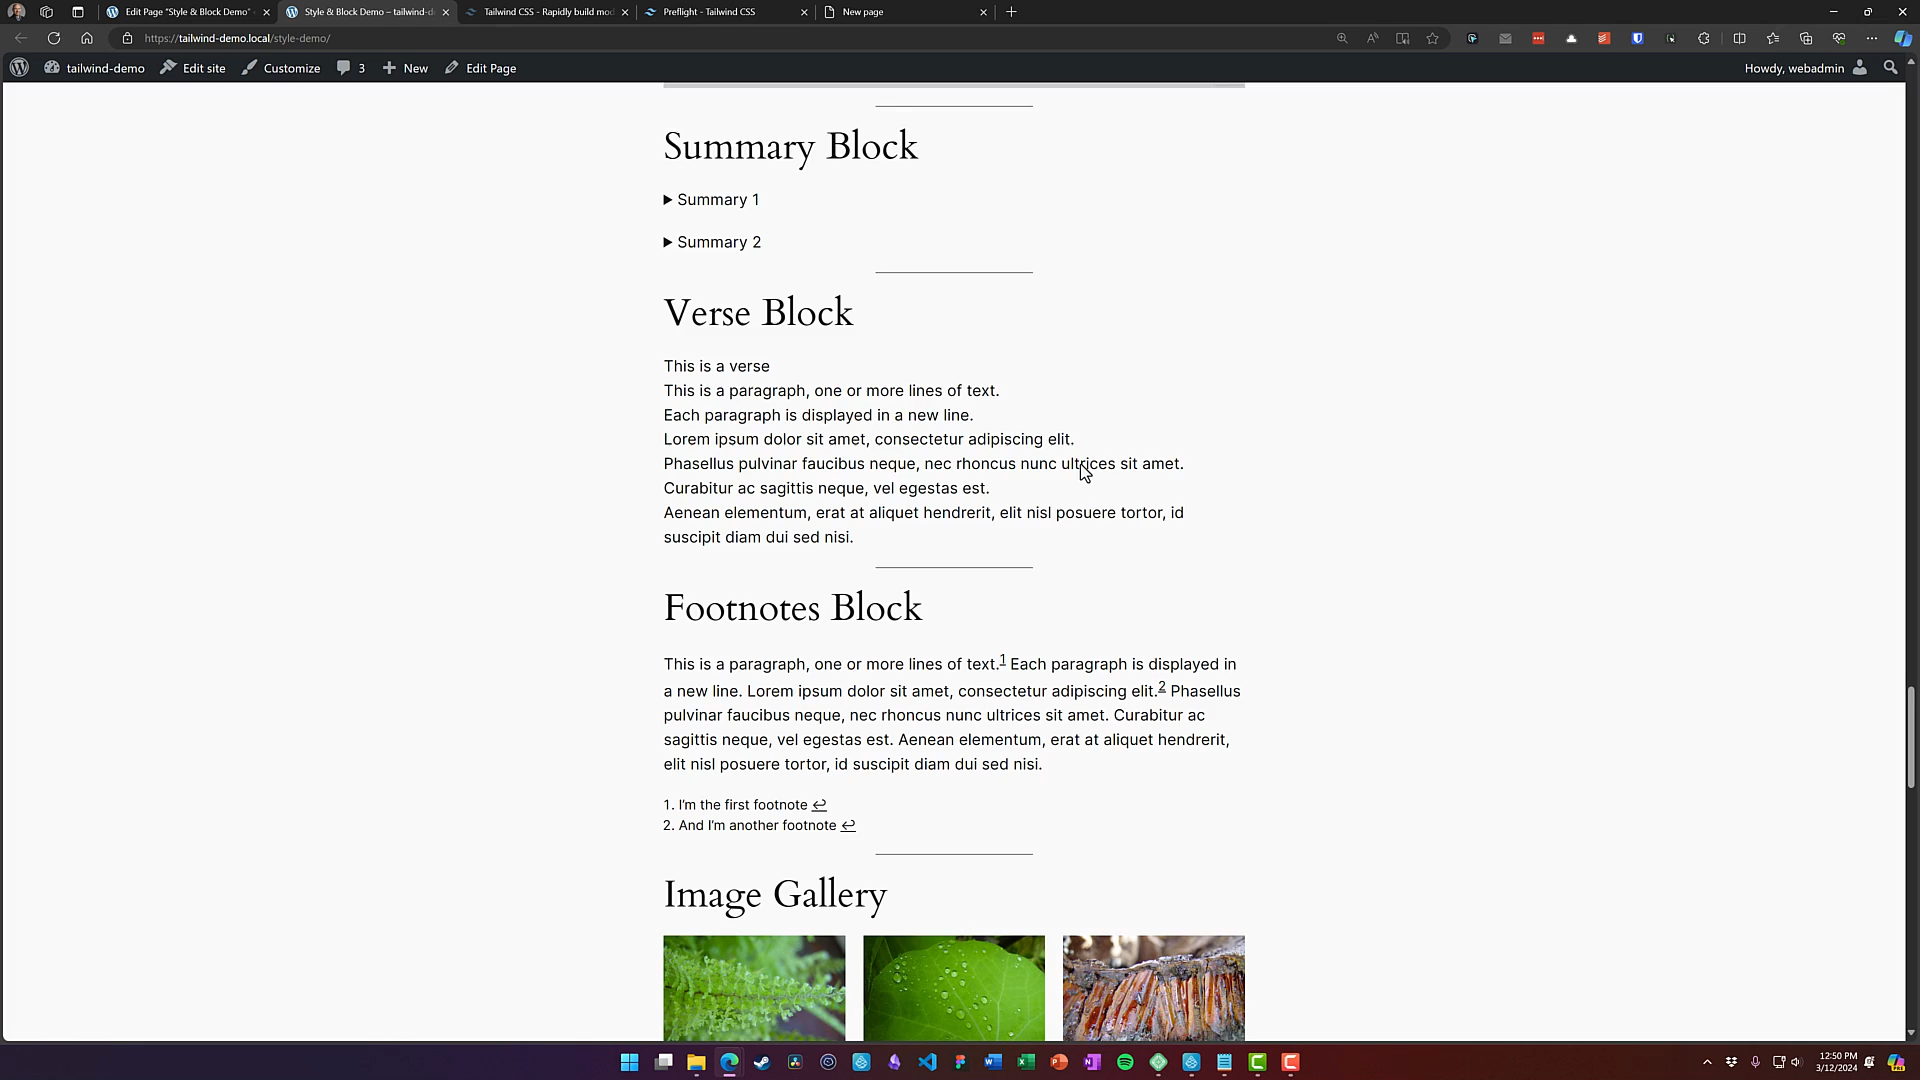 Edit Page "Style & Block Demo"
Style & Block Demo – tailwind-d
Tailwind CSS - Rapidly build mod
Preflight - Tailwind CSS
New page
https://tailwind-demo.local/style-demo/
tailwind-demo
Edit site
Customize
3
New
Edit Page
Howdy, webadmin
Summary Block
Summary 1
Summary 2
Verse Block
This is a verse
This is a paragraph, one or more lines of text.
Each paragraph is displayed in a new line.
Lorem ipsum dolor sit amet, consectetur adipiscing elit.
Phasellus pulvinar faucibus neque, nec rhoncus nunc ultrices sit amet.
Curabitur ac sagittis neque, vel egestas est.
Aenean elementum, erat at aliquet hendrerit, elit nisl posuere tortor, id
suscipit diam dui sed nisi.
Footnotes Block
This is a paragraph, one or more lines of text.1 Each paragraph is displayed in
a new line. Lorem ipsum dolor sit amet, consectetur adipiscing elit.2 Phasellus
pulvinar faucibus neque, nec rhoncus nunc ultrices sit amet. Curabitur ac
sagittis neque, vel egestas est. Aenean elementum, erat at aliquet hendrerit,
elit nisl posuere tortor, id suscipit diam dui sed nisi.
1. I'm the first footnote ↩
2. And I'm another footnote ↩
Image Gallery
12:50 PM
3/12/2024